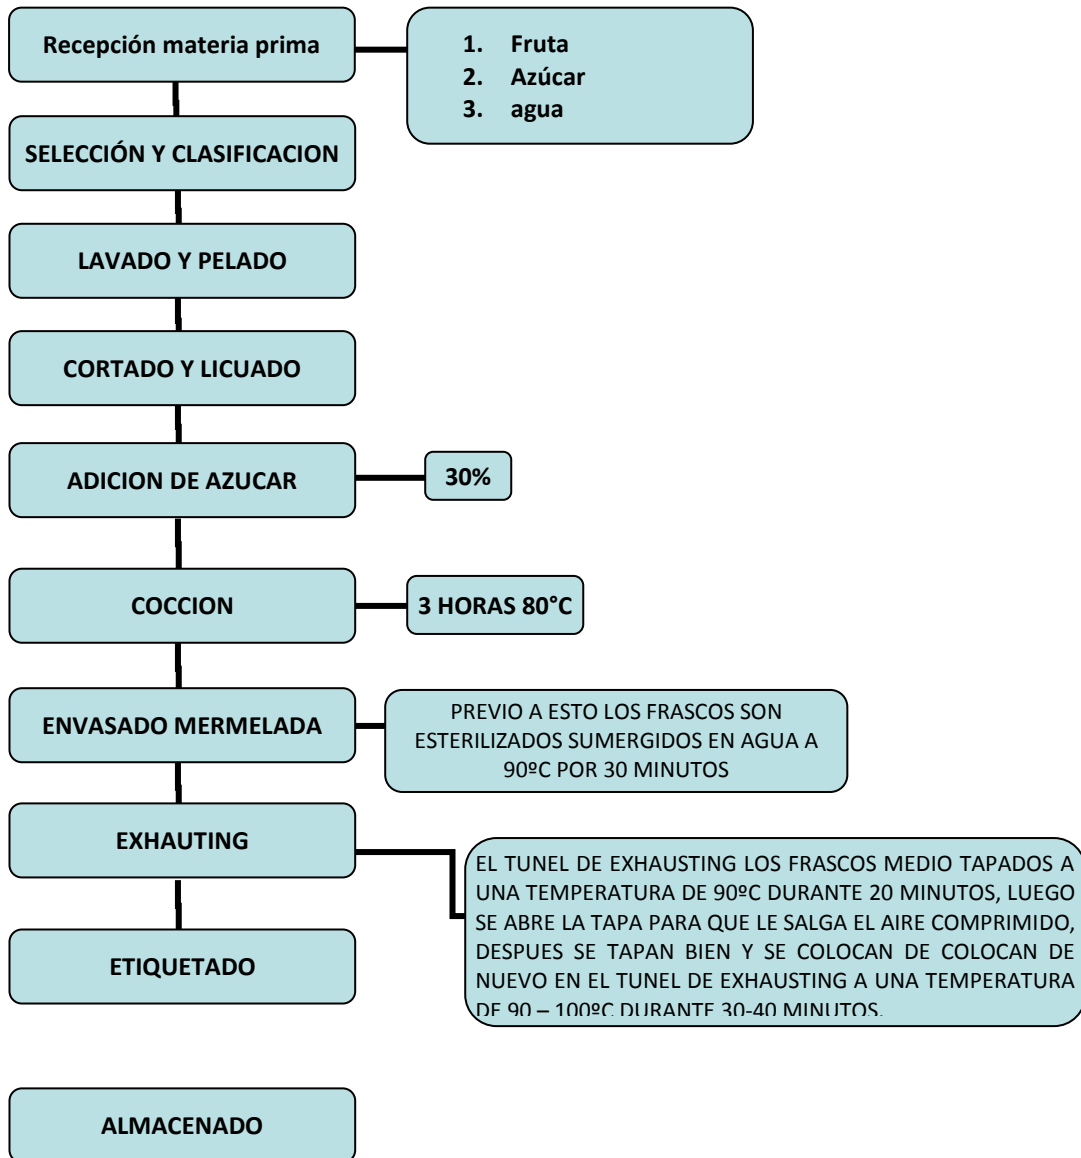 Recepción materia prima
1. Fruta
2. Azúcar
3. agua
SELECCIÓN Y CLASIFICACION
LAVADO Y PELADO
CORTADO Y LICUADO
ADICION DE AZUCAR
30%
COCCION
3 HORAS 80°C
ENVASADO MERMELADA
PREVIO A ESTO LOS FRASCOS SON
ESTERILIZADOS SUMERGIDOS EN AGUA A
90ºC POR 30 MINUTOS
EXHAUTING
EL TUNEL DE EXHAUSTING LOS FRASCOS MEDIO TAPADOS A
UNA TEMPERATURA DE 90ºC DURANTE 20 MINUTOS, LUEGO
SE ABRE LA TAPA PARA QUE LE SALGA EL AIRE COMPRIMIDO,
DESPUES SE TAPAN BIEN Y SE COLOCAN DE COLOCAN DE
NUEVO EN EL TUNEL DE EXHAUSTING A UNA TEMPERATURA
DE 90 – 100ºC DURANTE 30-40 MINUTOS.
ETIQUETADO
ALMACENADO